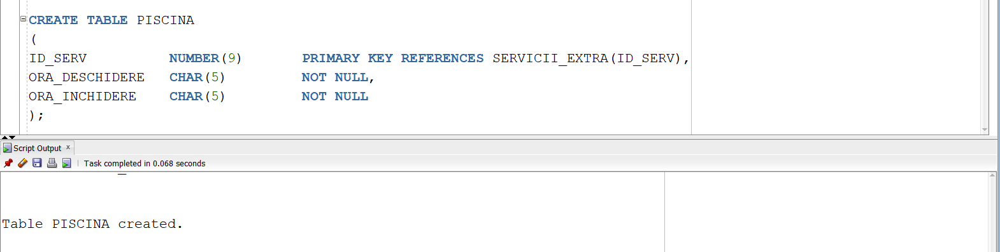 CREATE TABLE PISCINA
(
ID_SERV NUMBER(9) PRIMARY KEY REFERENCES SERVICII_EXTRA(ID_SERV),
ORA_DESCHIDERE CHAR(5) NOT NULL,
ORA_INCHIDERE CHAR(5) NOT NULL
);
Script Output x
Task completed in 0.068 seconds
Table PISCINA created.